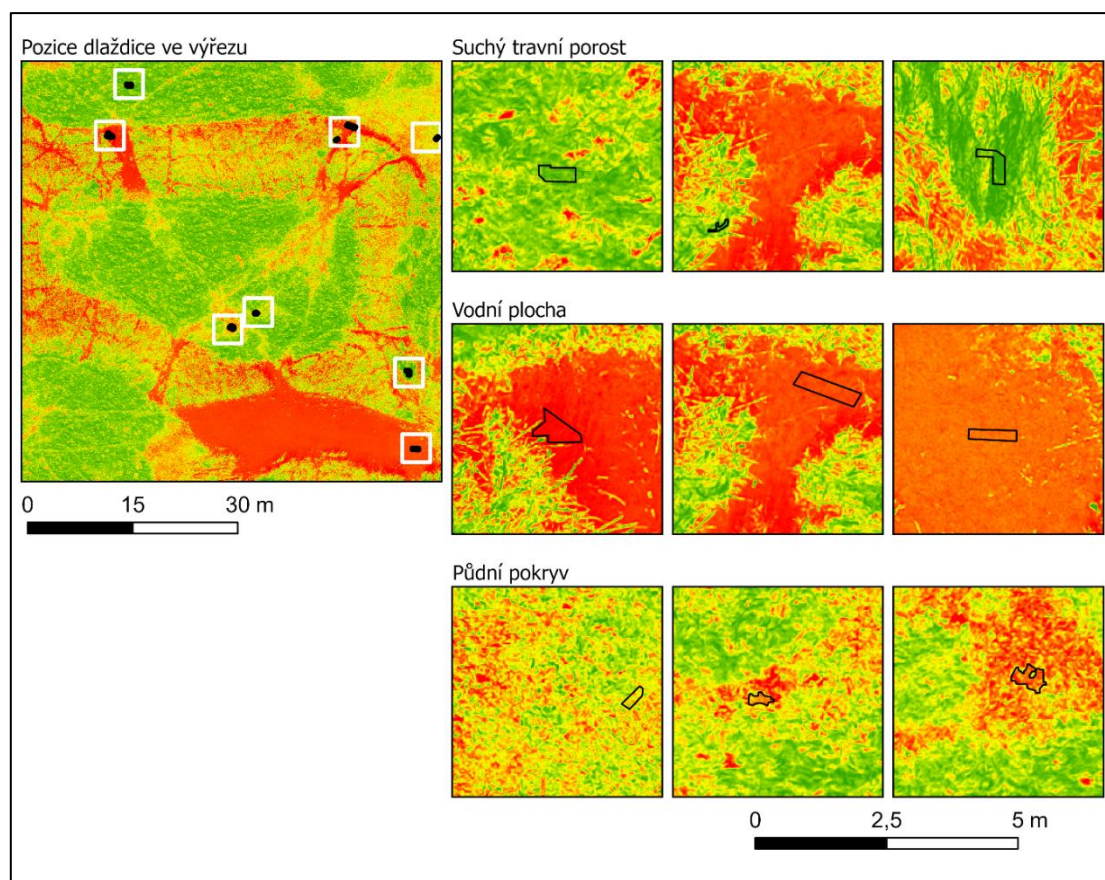 Pozice dlaždice ve výřezu
Suchý travní porost
Vodní plocha
0 15 30 m
Půdní pokryv
0 2,5 5 m